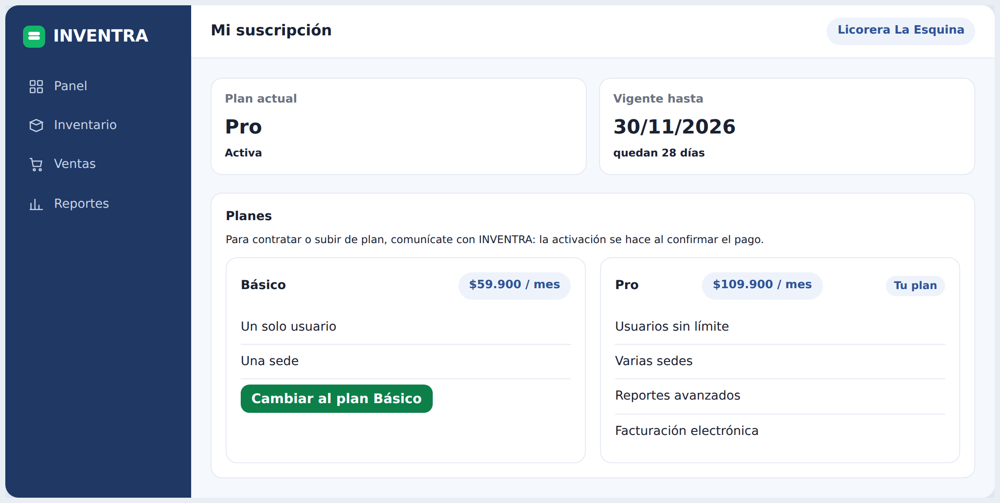 INVENTRA
Panel
Inventario
Ventas
Reportes
Mi suscripción
Licorera La Esquina
Plan actual
Pro
Activa
Vigente hasta
30/11/2026
quedan 28 días
Planes
Para contratar o subir de plan, comunícate con INVENTRA: la activación se hace al confirmar el pago.
Básico
$59.900 / mes
Un solo usuario
Una sede
Cambiar al plan Básico
Pro
$109.900 / mes
Tu plan
Usuarios sin límite
Varias sedes
Reportes avanzados
Facturación electrónica